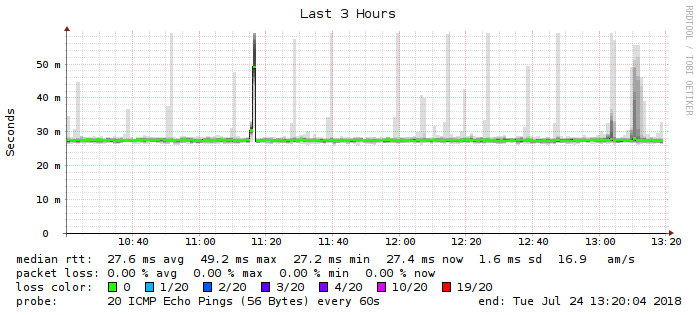 Last 3 Hours
RRDTOOL / TOBI OETIKER
Seconds
50 m
40 m
30 m
20 m
10 m
0
10:40 11:00 11:20 11:40 12:00 12:20 12:40 13:00 13:20
median rtt: 27.6 ms avg 49.2 ms max 27.2 ms min 27.4 ms now 1.6 ms sd 16.9 am/s
packet loss: 0.00 % avg 0.00 % max 0.00 % min 0.00 % now
loss color: 0 1/20 2/20 3/20 4/20 10/20 19/20
probe: 20 ICMP Echo Pings (56 Bytes) every 60s end: Tue Jul 24 13:20:04 2018